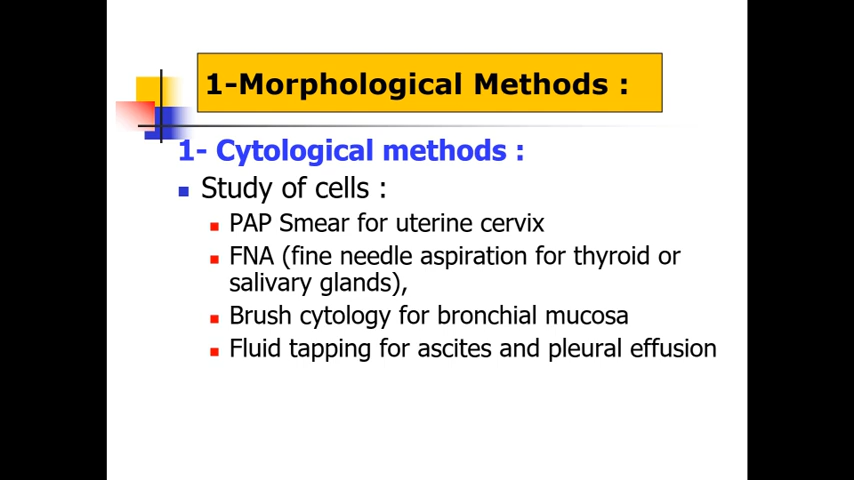 1-Morphological Methods :
1- Cytological methods :
Study of cells :
PAP Smear for uterine cervix
FNA (fine needle aspiration for thyroid or
salivary glands),
Brush cytology for bronchial mucosa
Fluid tapping for ascites and pleural effusion